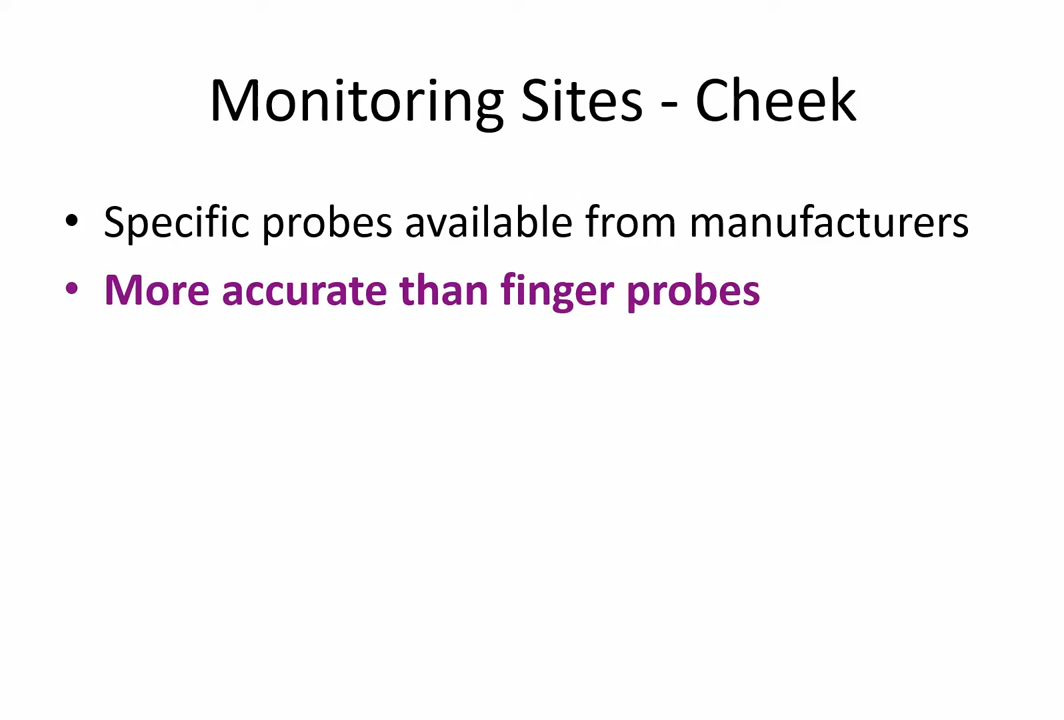 Monitoring Sites - Cheek
• Specific probes available from manufacturers
• More accurate than finger probes